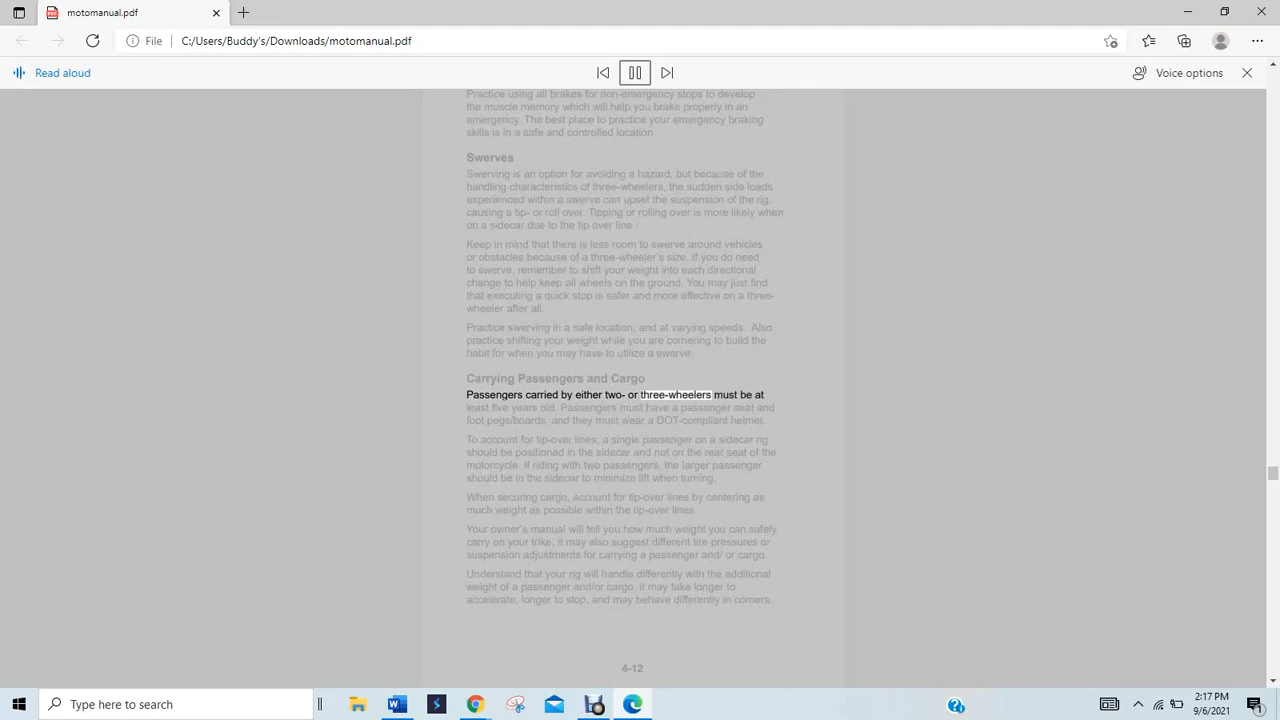 motomanual.pdf
File C:/Users/Buddy's/Downloads/motomanual.pdf
Read aloud
Voice options
Practice using all brakes for non-emergency stops to develop
the muscle memory which will help you brake properly in an
emergency. The best place to practice your emergency braking
skills is in a safe and controlled location .
Swerves
Swerving is an option for avoiding a hazard, but because of the
handling characteristics of three-wheelers, the sudden side loads
experienced within a swerve can upset the suspension of the rig,
causing a tip- or roll over. Tipping or rolling over is more likely when
on a sidecar due to the tip over line .
Keep in mind that there is less room to swerve around vehicles
or obstacles because of a three-wheeler's size. If you do need
to swerve, remember to shift your weight into each directional
change to help keep all wheels on the ground. You may just find
that executing a quick stop is safer and more effective on a three-
wheeler after all.
Practice swerving in a safe location, and at varying speeds. Also
practice shifting your weight while you are cornering to build the
habit for when you may have to utilize a swerve.
Carrying Passengers and Cargo
Passengers carried by either two- or three-wheelers must be at
least five years old. Passengers must have a passenger seat and
foot pegs/boards, and they must wear a DOT-compliant helmet.
To account for tip-over lines, a single passenger on a sidecar rig
should be positioned in the sidecar and not on the rear seat of the
motorcycle. If riding with two passengers, the larger passenger
should be in the sidecar to minimize lift when turning.
When securing cargo, account for tip-over lines by centering as
much weight as possible within the tip-over lines.
Your owner's manual will tell you how much weight you can safely
carry on your trike; it may also suggest different tire pressures or
suspension adjustments for carrying a passenger and/ or cargo.
Understand that your rig will handle differently with the additional
weight of a passenger and/or cargo: it may take longer to
accelerate, longer to stop, and may behave differently in corners.
4-12
Type here to search
2:17 PM
9/6/2021